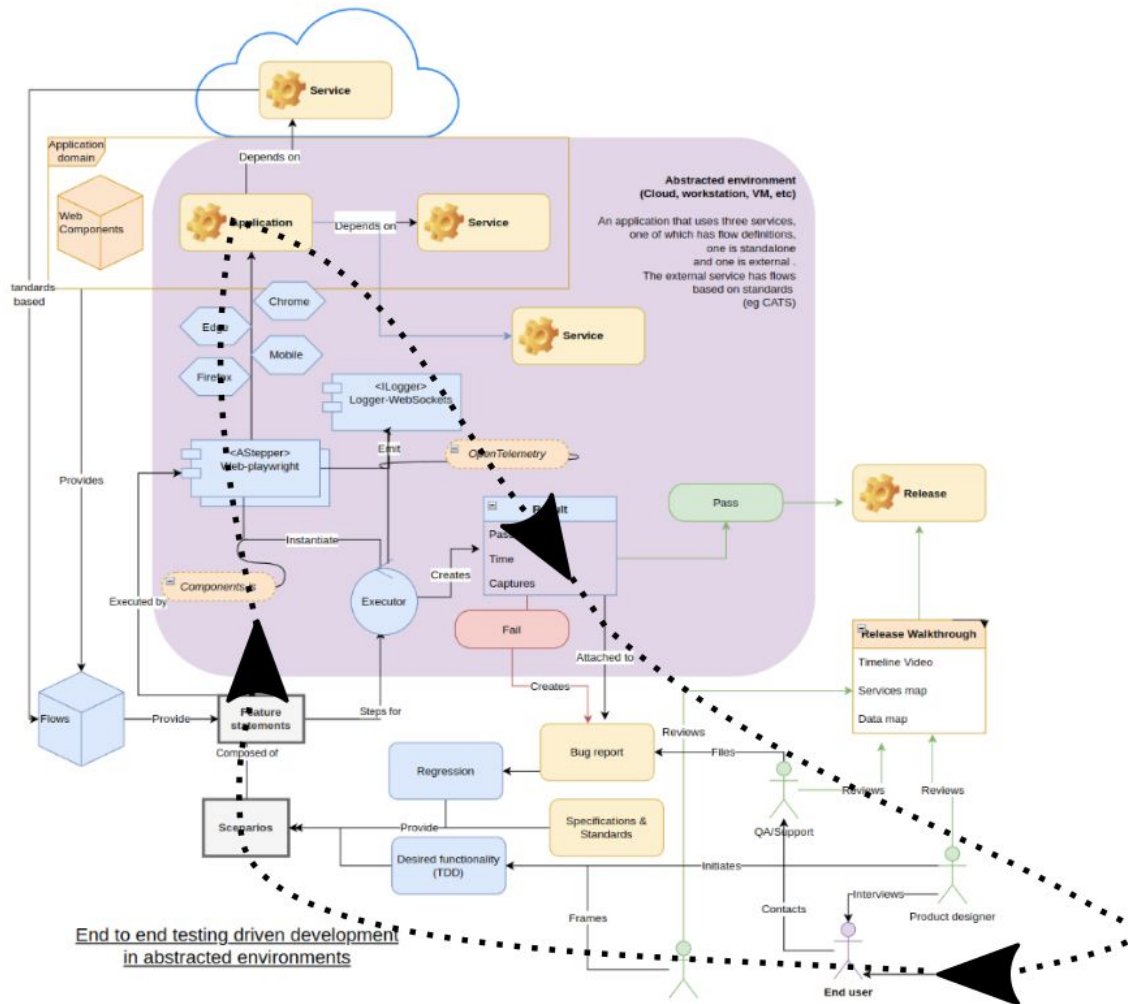 Service
Application
domain
Depends on
Web
Components
Application
Depends on
Service
Abstracted environment
(Cloud, workstation, VM, etc)
An application that uses three services,
one of which has flow definitions,
one is standalone
and one is external .
The external service has flows
based on standards
(eg CATS)
tandards
based
Chrome
Edge
Mobile
Firefox
Service
<ILogger>
Logger-WebSockets
<AStepper>
Web-playwright
Emit
OpenTelemetry
Provides
Result
Pass
Time
Captures
Pass
Release
Instantiate
Creates
Components.js
Executed by
Executor
Fail
Attached to
Release Walkthrough
Timeline Video
Services map
Data map
Creates
Flows
Provide
Feature
statements
Steps for
Composed of
Reviews
Bug report
Files
Regression
Reviews
Reviews
Scenarios
Provide
Specifications &
Standards
QA/Support
Desired functionality
(TDD)
Initiates
Interviews
Frames
Contacts
Product designer
End to end testing driven development
in abstracted environments
End user